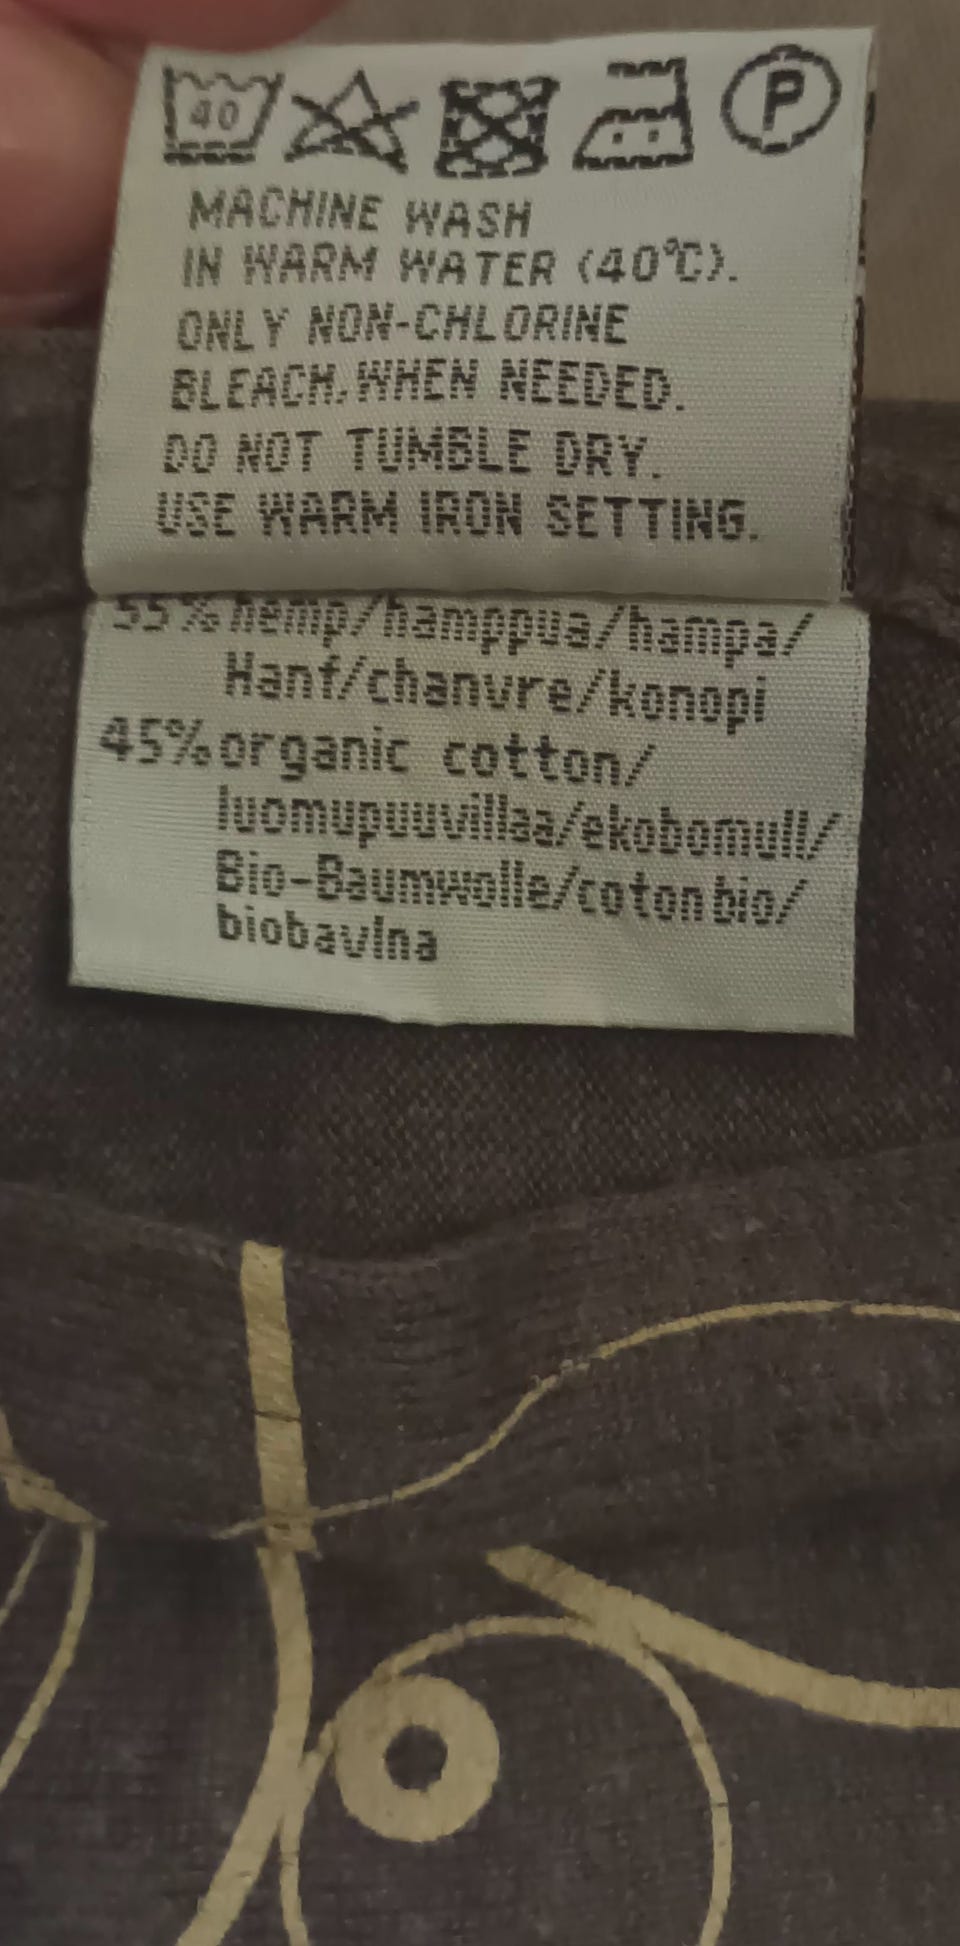 40 P
MACHINE WASH
IN WARM WATER (40°C).
ONLY NON-CHLORINE
BLEACH.WHEN NEEDED.
DO NOT TUMBLE DRY.
USE WARM IRON SETTING.
55% hemp/hamppua/hampa/
Hanf/chanvre/konopi
45% organic cotton/
luomupuuvillaa/ekobomull/
Bio-Baumwolle/coton bio/
biobavlna